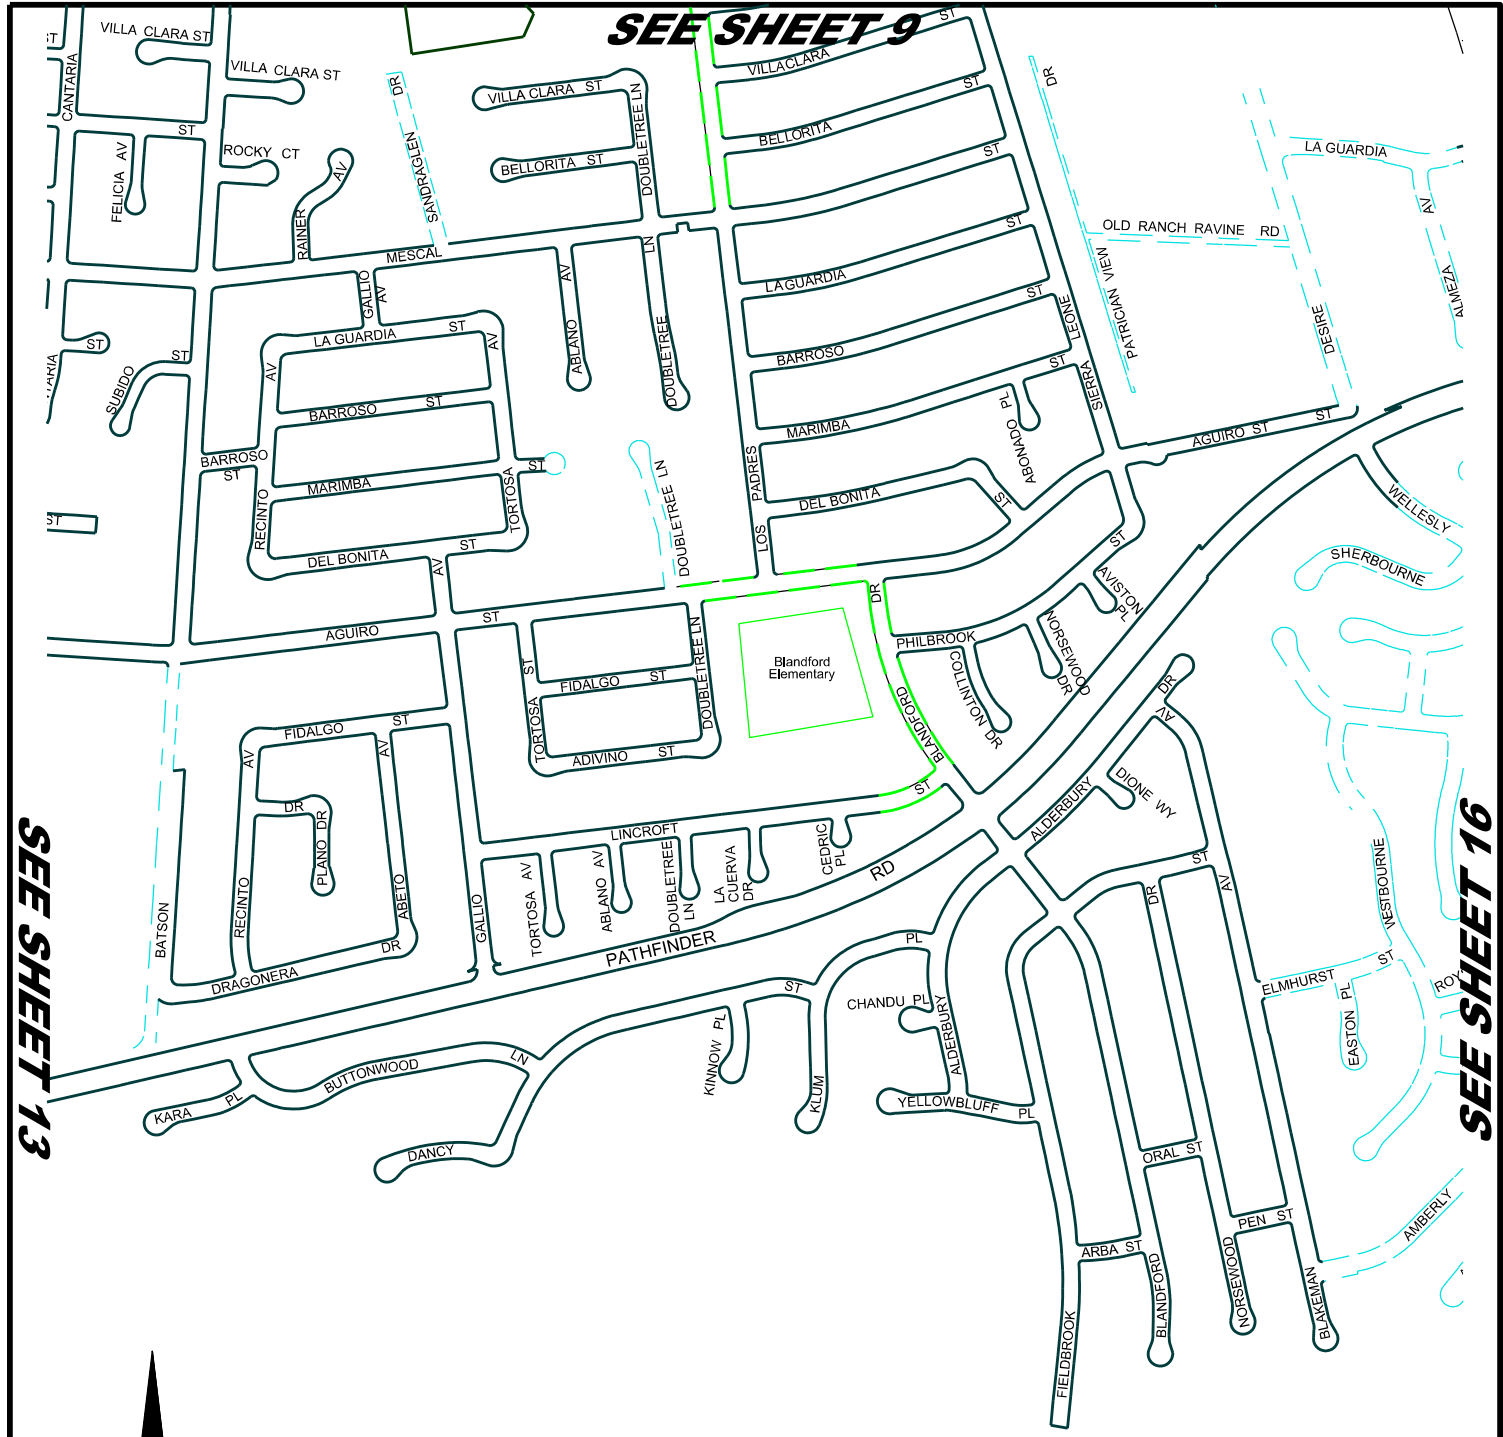 SEE SHEET 9
ST
CANTARIA
VILLA CLARA ST
VILLA CLARA ST
ST
FELICIA AV
ROCKY CT
RAINER AV
SANDRAGLEN DR
VILLA CLARA ST
BELLORITA ST
DOUBLETREE LN
VILLA CLARA ST
BELLORITA ST
ST
LA GUARDIA ST
BARROSO ST
MARIMBA ST
DEL BONITA ST
ABONADO PL
SIERRA LEONE
DR
PATRICIAN VIEW
OLD RANCH RAVINE RD
LA GUARDIA
DESIRE
ALMEZA AV
MESCAL
GALLIO AV
ABLANO AV
DOUBLETREE LN
LA GUARDIA ST
AV
AV
BARROSO ST
BARROSO ST
MARIMBA ST
RECINTO
TORTOSA
DEL BONITA ST
AV
ST
SUBIDO ST
ST
DOUBLETREE LN
LOS PADRES
AGUIRO ST
AGUIRO ST
ST
WELLESLY
SHERBOURNE
AVISTON PL
ST
NORSEWOOD DR
PHILBROOK
COLLINTON DR
BLANDFORD DR
Blandford
Elementary
FIDALGO ST
TORTOSA ST
DOUBLETREE LN
ADIVINO ST
FIDALGO ST
AV
AV
DR
PLANO DR
RECINTO
ABETO
DRAGONERA DR
BATSON
GALLIO
LINCROFT ST
TORTOSA AV
ABLANO AV
DOUBLETREE LN
LA CUERVA DR
CEDRIC PL
PATHFINDER RD
ALDERBURY DR
AV
DIONE WY
ST
AV
DR
WESTBOURNE
ELMHURST ST
EASTON PL
ROY
SEE SHEET 13
SEE SHEET 16
KARA PL
BUTTONWOOD LN
DANCY
KINNOW PL
ST
KLUM
PL
CHANDU PL
ALDERBURY
YELLOWBLUFF PL
ORAL ST
PEN ST
ARBA ST
FIELDBROOK
BLANDFORD
NORSEWOOD
BLAKEMAN
AMBERLY